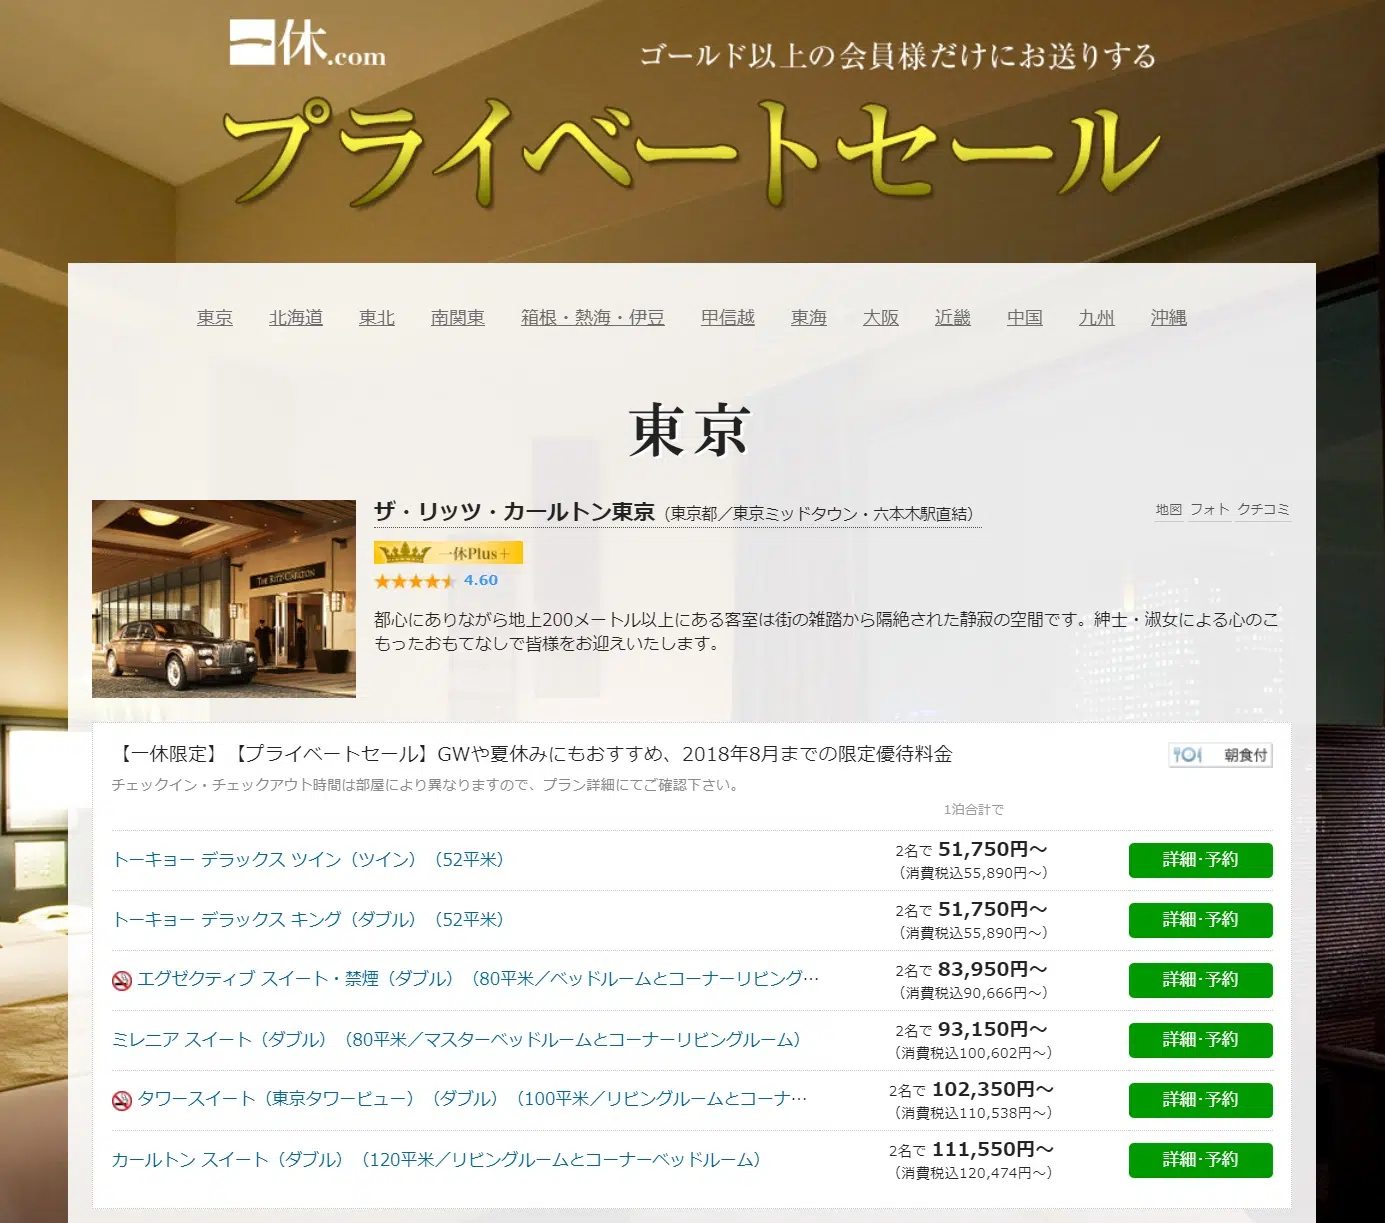 一休.com
ゴールド以上の会員様だけにお送りする
プライベートセール
東京 北海道 東北 南関東 箱根・熱海・伊豆 甲信越 東海 大阪 近畿 中国 九州 沖縄
東京
ザ・リッツ・カールトン東京（東京都／東京ミッドタウン・六本木駅直結） 地図 フォト クチコミ
一休Plus＋
THE RITZ-CARLTON
4.60
都心にありながら地上200メートル以上にある客室は街の雑踏から隔絶された静寂の空間です。紳士・淑女による心のこ
もったおもてなしで皆様をお迎えいたします。
【一休限定】【プライベートセール】GWや夏休みにもおすすめ、2018年8月までの限定優待料金 朝食付
チェックイン・チェックアウト時間は部屋により異なりますので、プラン詳細にてご確認下さい。
1泊合計で
トーキョー デラックス ツイン（ツイン）（52平米） 2名で 51,750円～ 詳細･予約
（消費税込55,890円～）
トーキョー デラックス キング（ダブル）（52平米） 2名で 51,750円～ 詳細･予約
（消費税込55,890円～）
エグゼクティブ スイート・禁煙（ダブル）（80平米／ベッドルームとコーナーリビング… 2名で 83,950円～ 詳細･予約
（消費税込90,666円～）
ミレニア スイート（ダブル）（80平米／マスターベッドルームとコーナーリビングルーム） 2名で 93,150円～ 詳細･予約
（消費税込100,602円～）
タワースイート（東京タワービュー）（ダブル）（100平米／リビングルームとコーナ… 2名で 102,350円～ 詳細･予約
（消費税込110,538円～）
カールトン スイート（ダブル）（120平米／リビングルームとコーナーベッドルーム） 2名で 111,550円～ 詳細･予約
（消費税込120,474円～）